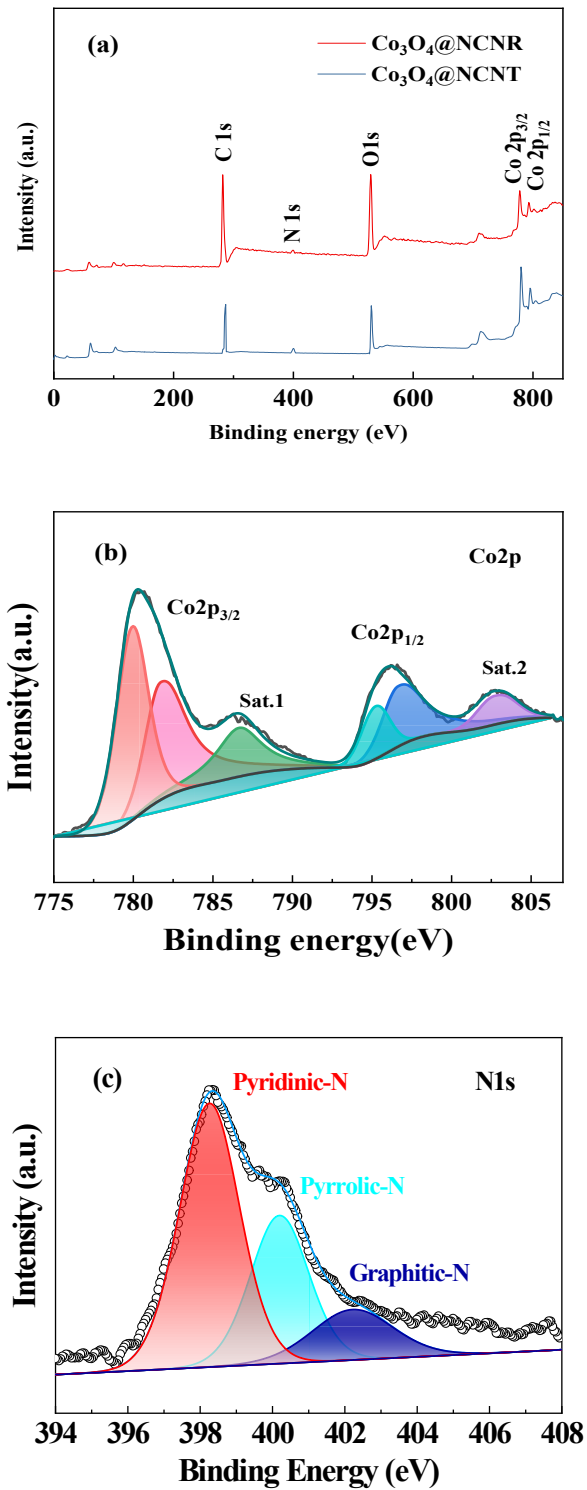 (a)
Co₃O₄@NCNR
Co₃O₄@NCNT
C 1s
N 1s
O1s
Co 2p₃/₂
Co 2p₁/₂
Intensity (a.u.)
0 200 400 600 800
Binding energy (eV)
(b)
Co2p
Co2p₃/₂
Sat.1
Co2p₁/₂
Sat.2
Intensity(a.u.)
775 780 785 790 795 800 805
Binding energy(eV)
(c)
N1s
Pyridinic-N
Pyrrolic-N
Graphitic-N
Intensity (a.u.)
394 396 398 400 402 404 406 408
Binding Energy (eV)